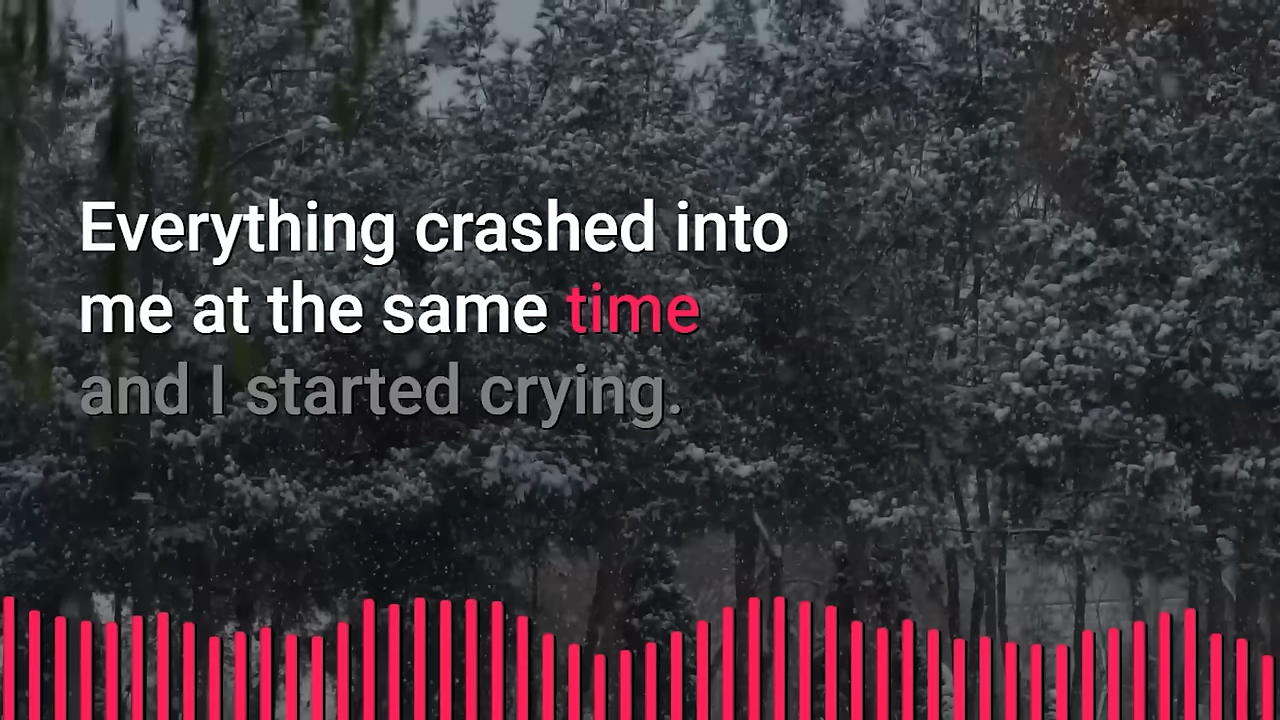 Everything crashed into
me at the same time
and I started crying.